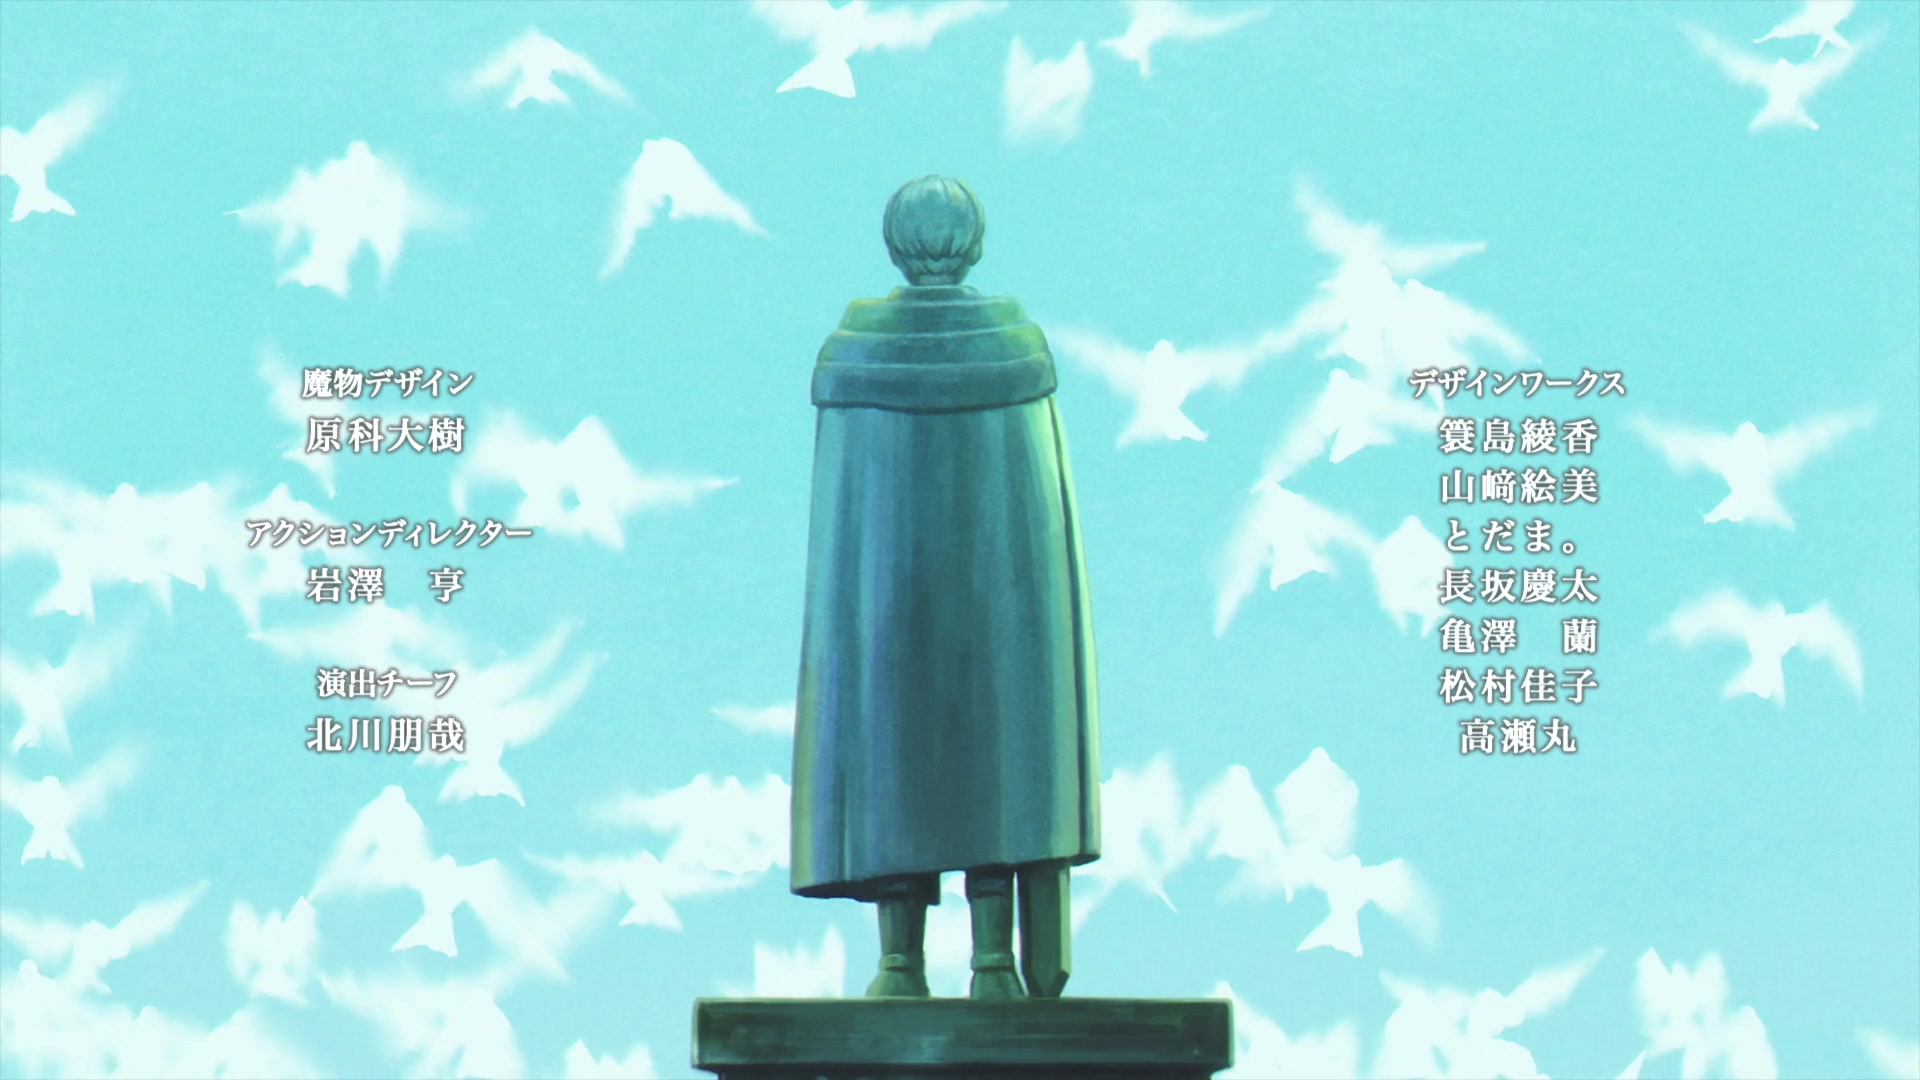 魔物デザイン
原科大樹
アクションディレクター
岩澤　亨
演出チーフ
北川朋哉
デザインワークス
簑島綾香
山﨑絵美
とだま。
長坂慶太
亀澤　蘭
松村佳子
高瀬丸